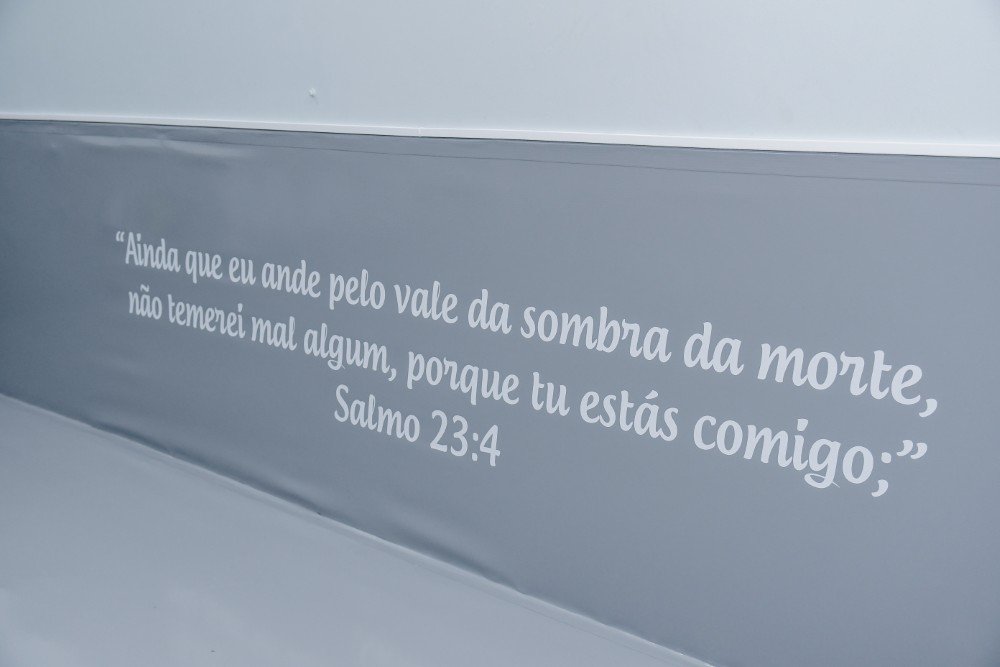 “Ainda que eu ande pelo vale da sombra da morte,
não temerei mal algum, porque tu estás comigo;”
Salmo 23:4